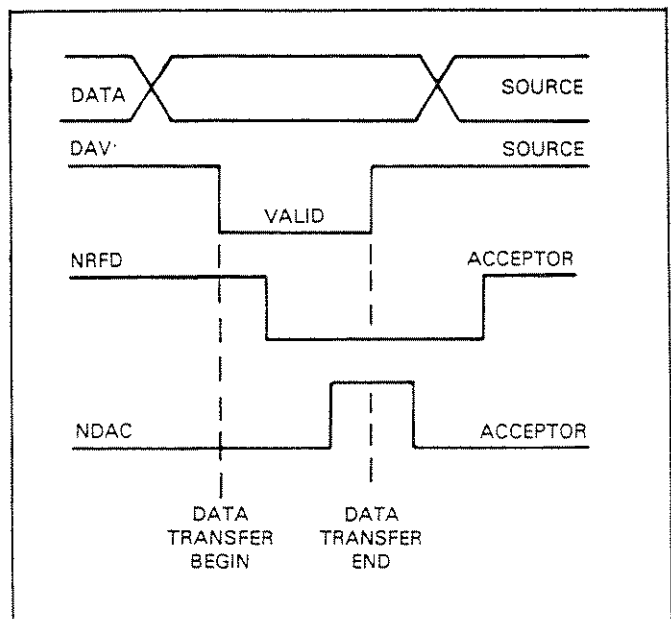 DATA SOURCE
DAV SOURCE
VALID
NRFD ACCEPTOR
NDAC ACCEPTOR
DATA
TRANSFER
BEGIN
DATA
TRANSFER
END